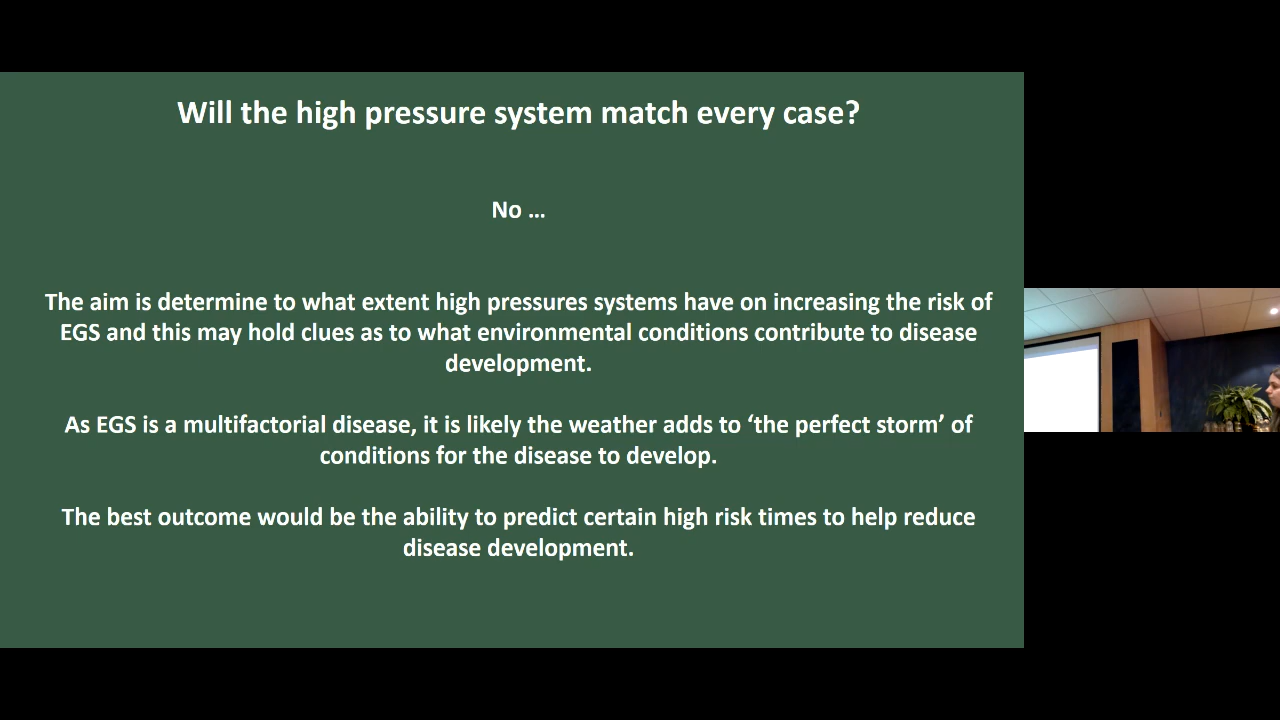 Will the high pressure system match every case?
No ...
The aim is determine to what extent high pressures systems have on increasing the risk of
EGS and this may hold clues as to what environmental conditions contribute to disease
development.
As EGS is a multifactorial disease, it is likely the weather adds to ‘the perfect storm’ of
conditions for the disease to develop.
The best outcome would be the ability to predict certain high risk times to help reduce
disease development.